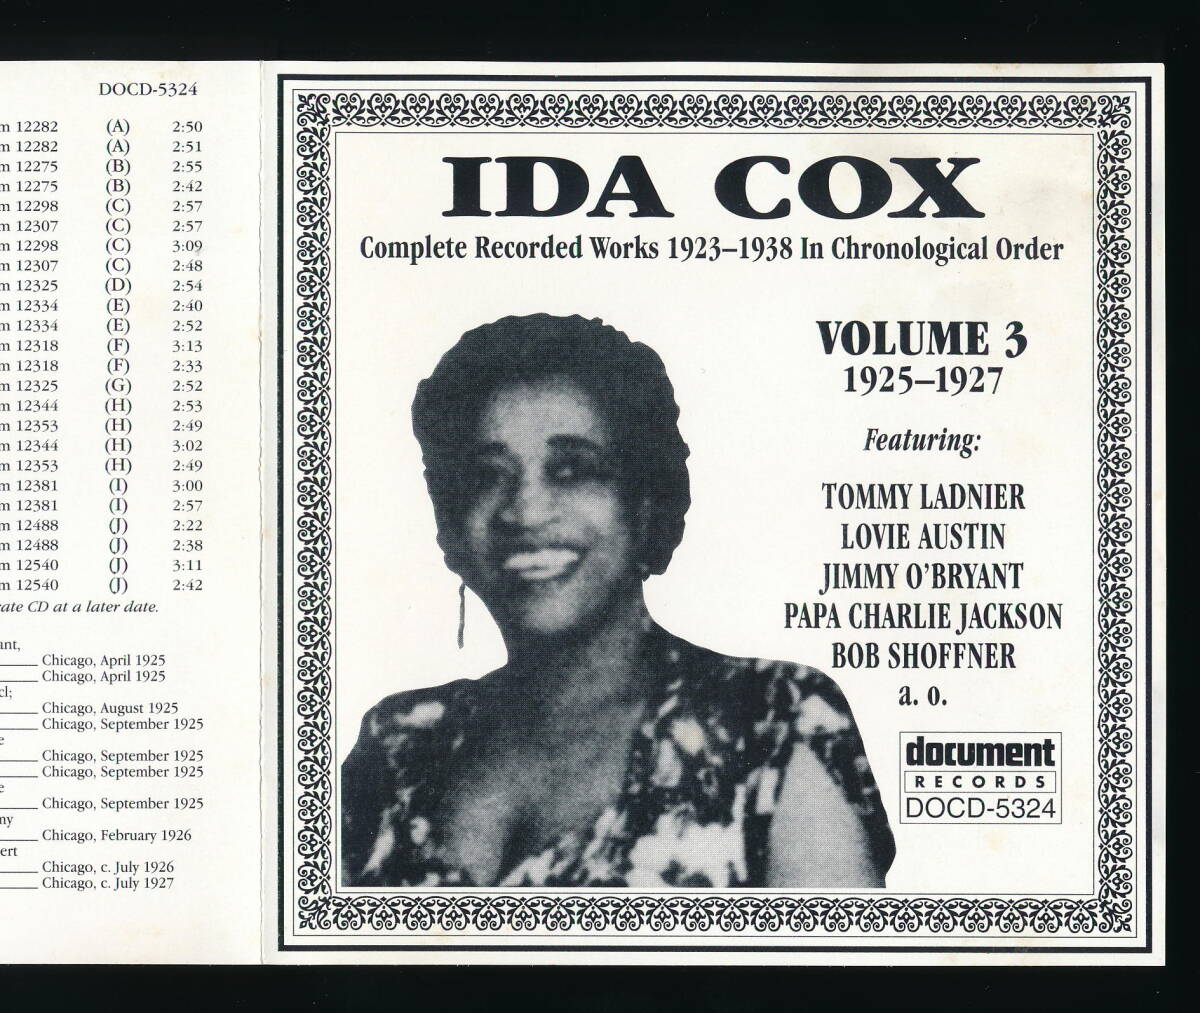 DOCD-5324
m 12282 (A) 2:50
m 12282 (A) 2:51
m 12275 (B) 2:55
m 12275 (B) 2:42
m 12298 (C) 2:57
m 12307 (C) 2:57
m 12298 (C) 3:09
m 12307 (C) 2:48
m 12325 (D) 2:54
m 12334 (E) 2:40
m 12334 (E) 2:52
m 12318 (F) 3:13
m 12318 (F) 2:33
m 12325 (G) 2:52
m 12344 (H) 2:53
m 12353 (H) 2:49
m 12344 (H) 3:02
m 12353 (H) 2:49
m 12381 (I) 3:00
m 12381 (I) 2:57
m 12488 (J) 2:22
m 12488 (J) 2:38
m 12540 (J) 3:11
m 12540 (J) 2:42
rate CD at a later date.
ant,
Chicago, April 1925
Chicago, April 1925
cl;
Chicago, August 1925
Chicago, September 1925
e
Chicago, September 1925
Chicago, September 1925
e
Chicago, September 1925
my
Chicago, February 1926
ert
Chicago, c. July 1926
Chicago, c. July 1927
IDA COX
Complete Recorded Works 1923–1938 In Chronological Order
VOLUME 3
1925–1927
Featuring:
TOMMY LADNIER
LOVIE AUSTIN
JIMMY O'BRYANT
PAPA CHARLIE JACKSON
BOB SHOFFNER
a. o.
document
RECORDS
DOCD-5324